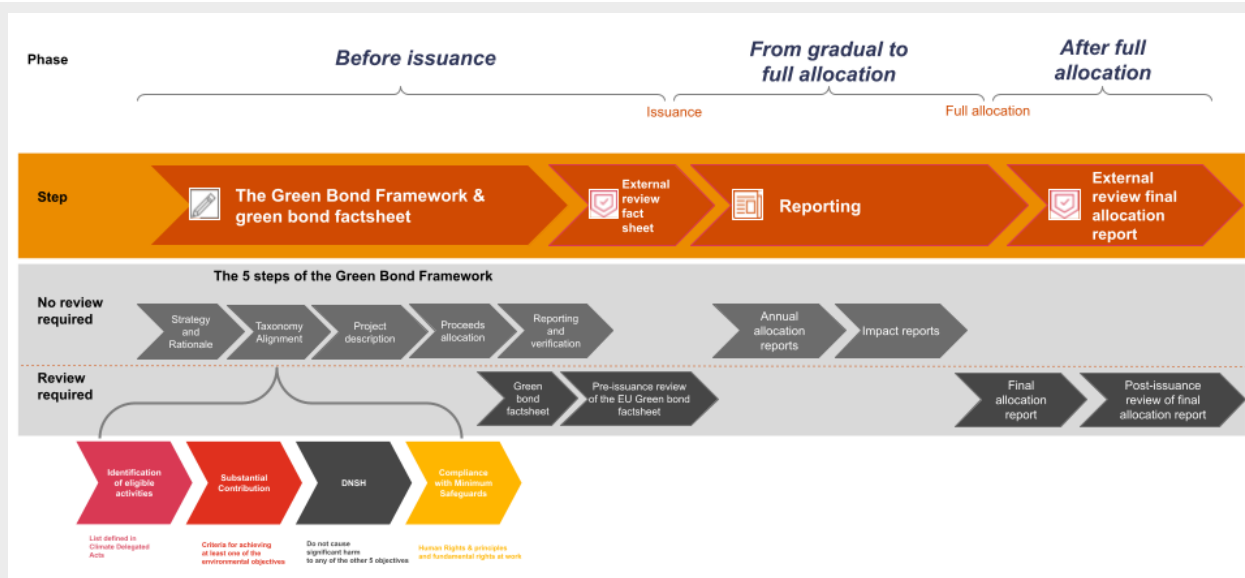 Phase
Before issuance
From gradual to
full allocation
After full
allocation
Issuance
Full allocation
Step
The Green Bond Framework &
green bond factsheet
External
review
fact
sheet
Reporting
External
review final
allocation
report
The 5 steps of the Green Bond Framework
No review
required
Strategy
and
Rationale
Taxonomy
Alignment
Project
description
Proceeds
allocation
Reporting
and
verification
Annual
allocation
reports
Impact reports
Review
required
Green
bond
factsheet
Pre-issuance review
of the EU Green bond
factsheet
Final
allocation
report
Post-issuance
review of final
allocation report
Identification
of eligible
activities
Substantial
Contribution
DNSH
Compliance
with Minimum
Safeguards
List defined in
Climate Delegated
Acts
Criteria for achieving
at least one of the
environmental objectives
Do not cause
significant harm
to any of the other 5 objectives
Human Rights & principles
and fundamental rights at work